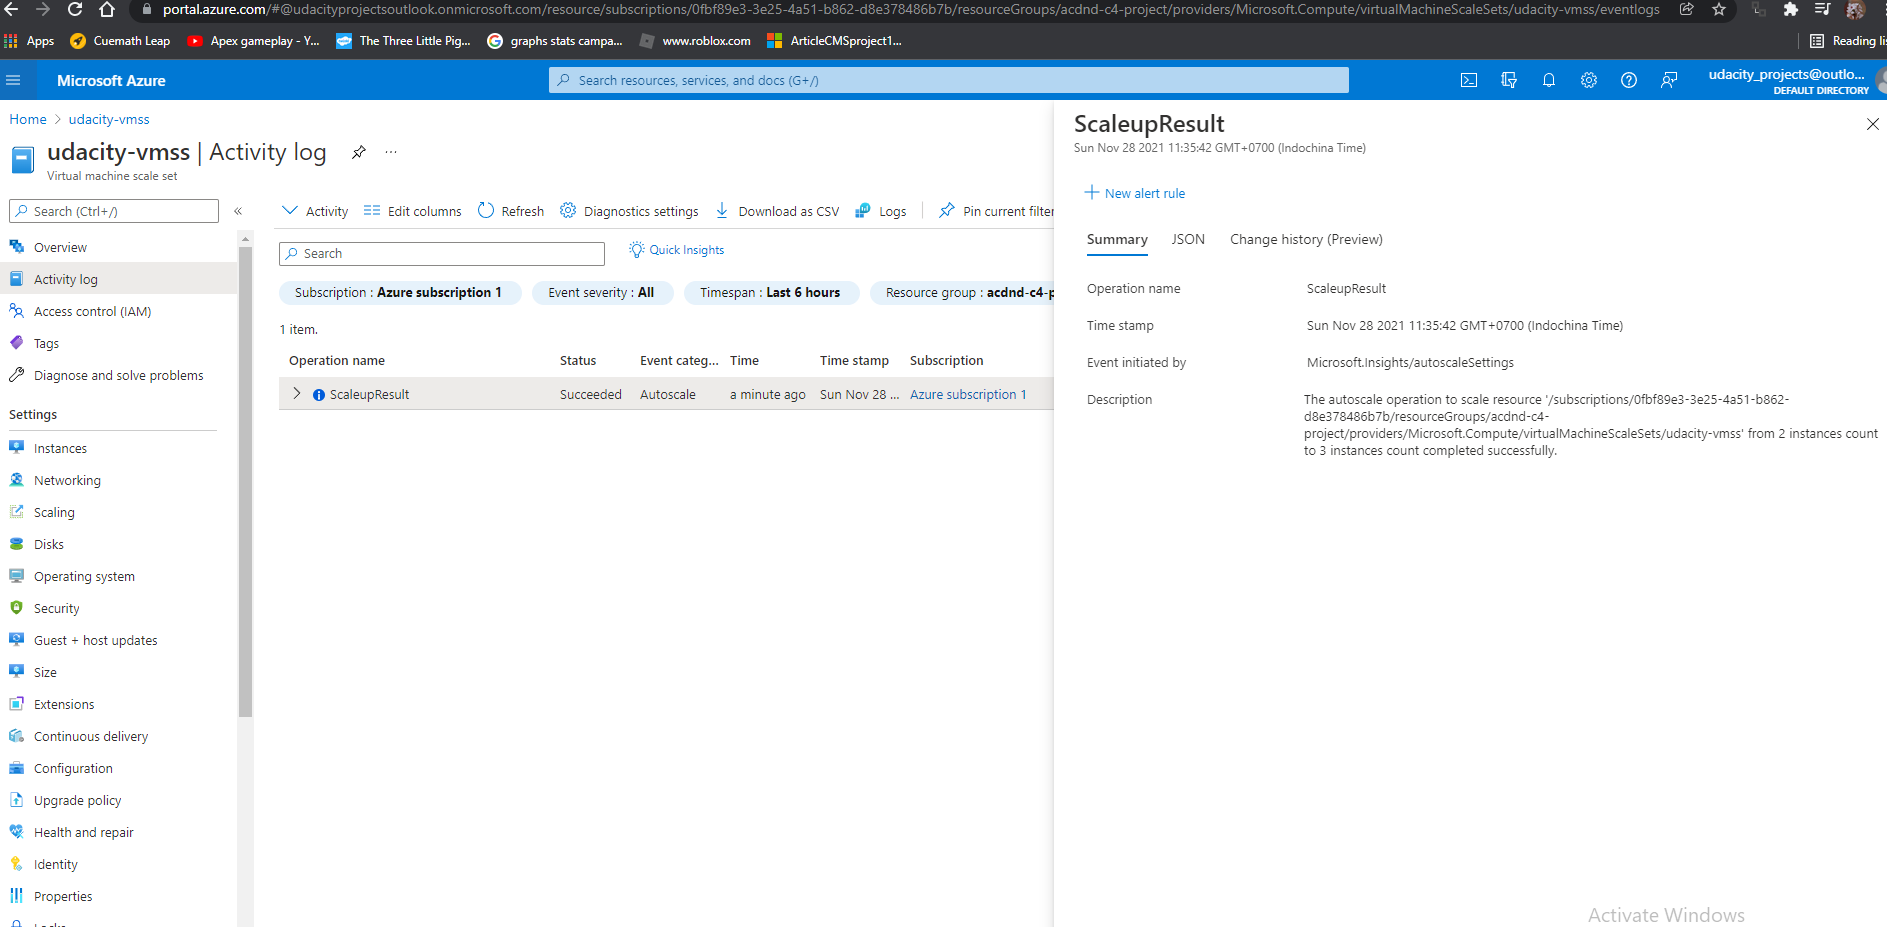 portal.azure.com/#@udacityprojectsoutlook.onmicrosoft.com/resource/subscriptions/0fbf89e3-3e25-4a51-b862-d8e378486b7b/resourceGroups/acdnd-c4-project/providers/Microsoft.Compute/virtualMachineScaleSets/udacity-vmss/eventlogs
Apps Cuemath Leap Apex gameplay - Y... The Three Little Pig... graphs stats campa... www.roblox.com ArticleCMSproject1... Reading lis
Microsoft Azure
Search resources, services, and docs (G+/)
udacity_projects@outlo...
DEFAULT DIRECTORY
Home > udacity-vmss
udacity-vmss | Activity log ...
Virtual machine scale set
Search (Ctrl+/)
«
Overview
Activity log
Access control (IAM)
Tags
Diagnose and solve problems
Settings
Instances
Networking
Scaling
Disks
Operating system
Security
Guest + host updates
Size
Extensions
Continuous delivery
Configuration
Upgrade policy
Health and repair
Identity
Properties
Locks
Activity Edit columns Refresh Diagnostics settings Download as CSV Logs Pin current filter
Search
Quick Insights
Subscription : Azure subscription 1 Event severity : All Timespan : Last 6 hours Resource group : acdnd-c4-p
1 item.
Operation name Status Event categ... Time Time stamp Subscription
ScaleupResult Succeeded Autoscale a minute ago Sun Nov 28 ... Azure subscription 1
ScaleupResult
Sun Nov 28 2021 11:35:42 GMT+0700 (Indochina Time)
New alert rule
Summary JSON Change history (Preview)
Operation name ScaleupResult
Time stamp Sun Nov 28 2021 11:35:42 GMT+0700 (Indochina Time)
Event initiated by Microsoft.Insights/autoscaleSettings
Description The autoscale operation to scale resource '/subscriptions/0fbf89e3-3e25-4a51-b862-
d8e378486b7b/resourceGroups/acdnd-c4-
project/providers/Microsoft.Compute/virtualMachineScaleSets/udacity-vmss' from 2 instances count
to 3 instances count completed successfully.
Activate Windows